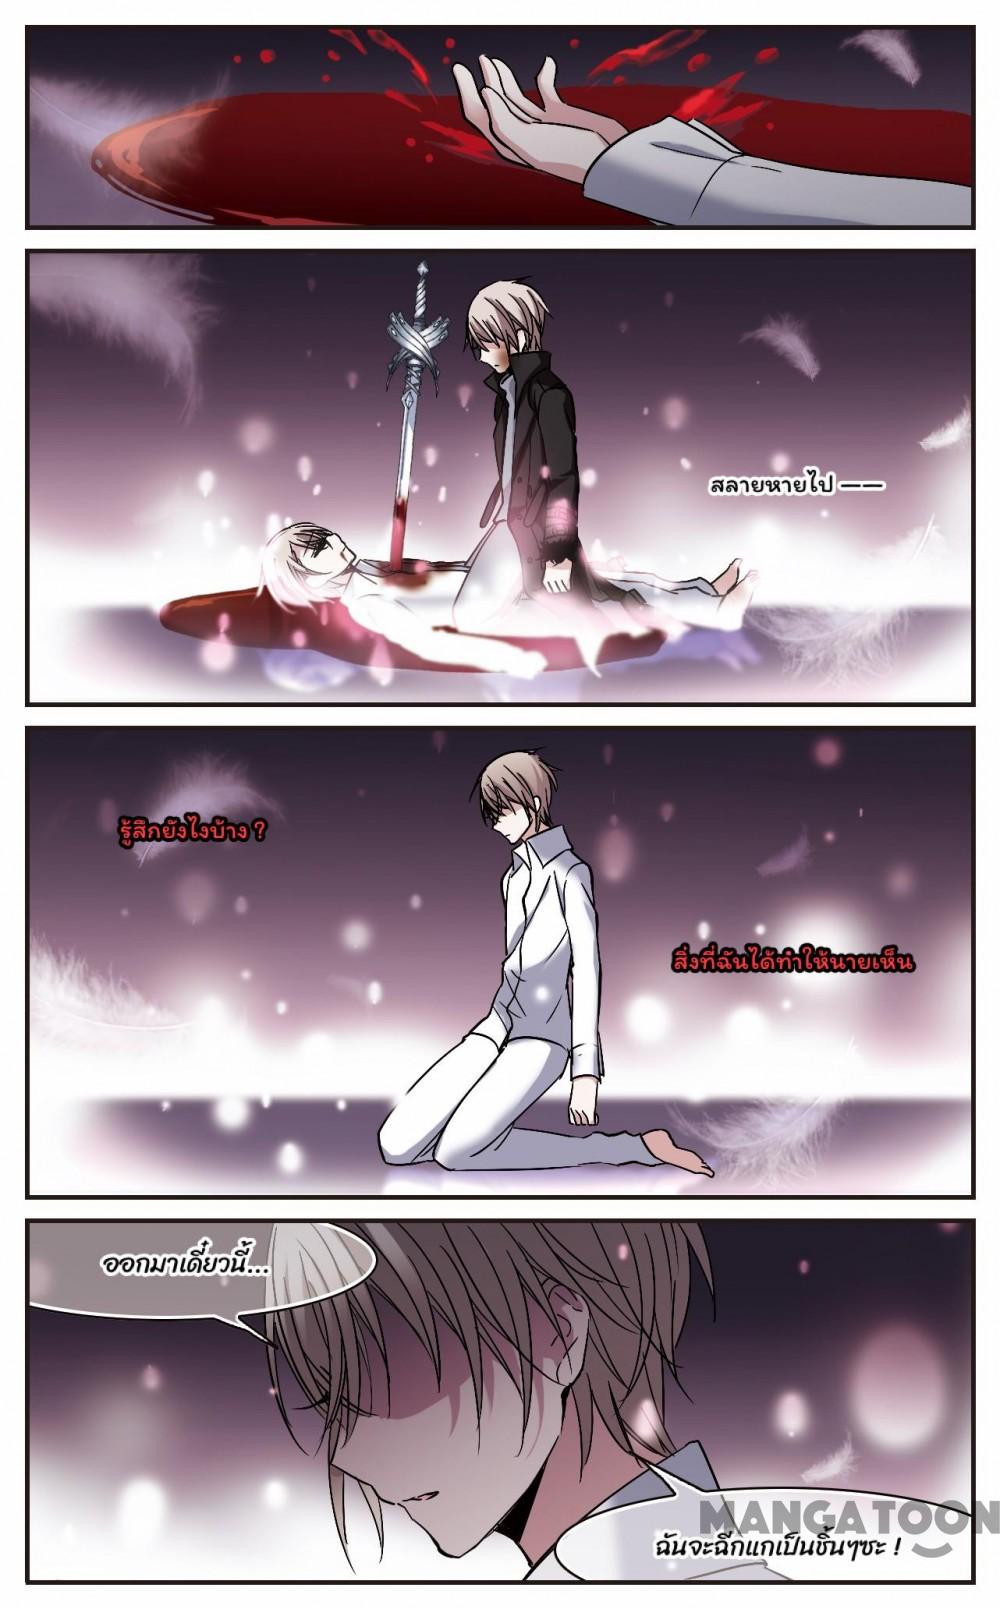 สลายหายไป ——
รู้สึกยังไงบ้าง ?
สิ่งที่ฉันได้ทำให้นายเห็น
ออกมาเดี๋ยวนี้...
MANGATOON
ฉันจะฉีกแกเป็นชิ้นๆซะ !
MANGATOON